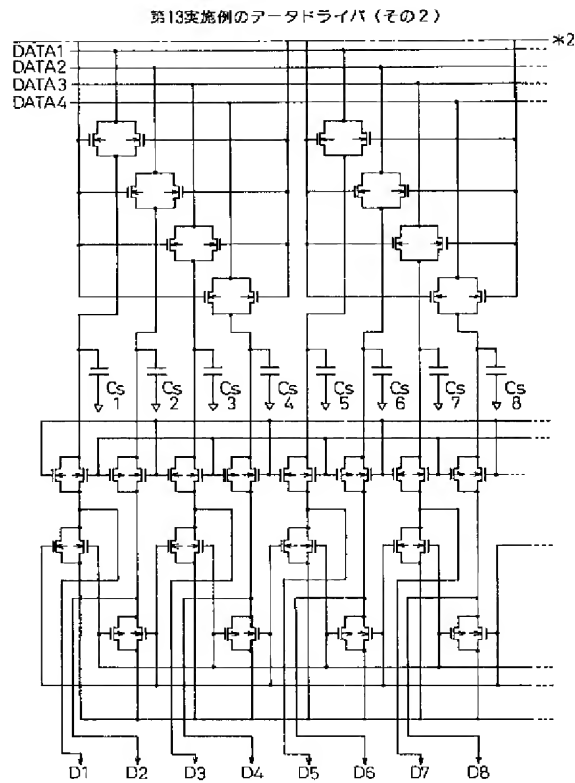 第13実施例のデータドライバ（その2）
*2
DATA1
DATA2
DATA3
DATA4
Cs 1
Cs 2
Cs 3
Cs 4
Cs 5
Cs 6
Cs 7
Cs 8
D1 D2 D3 D4 D5 D6 D7 D8